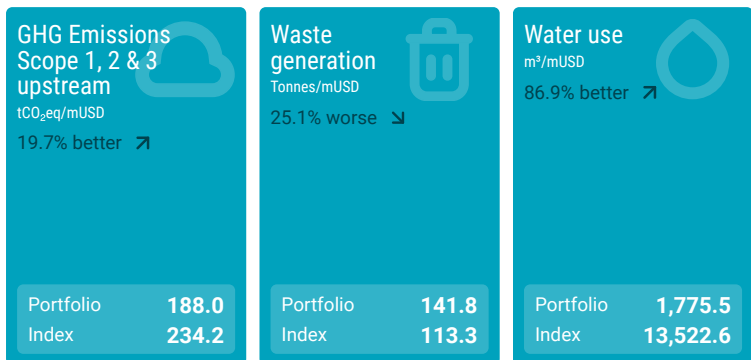 GHG Emissions
Scope 1, 2 & 3
upstream
tCO₂eq/mUSD
19.7% better
Portfolio 188.0
Index 234.2
Waste
generation
Tonnes/mUSD
25.1% worse
Portfolio 141.8
Index 113.3
Water use
m³/mUSD
86.9% better
Portfolio 1,775.5
Index 13,522.6